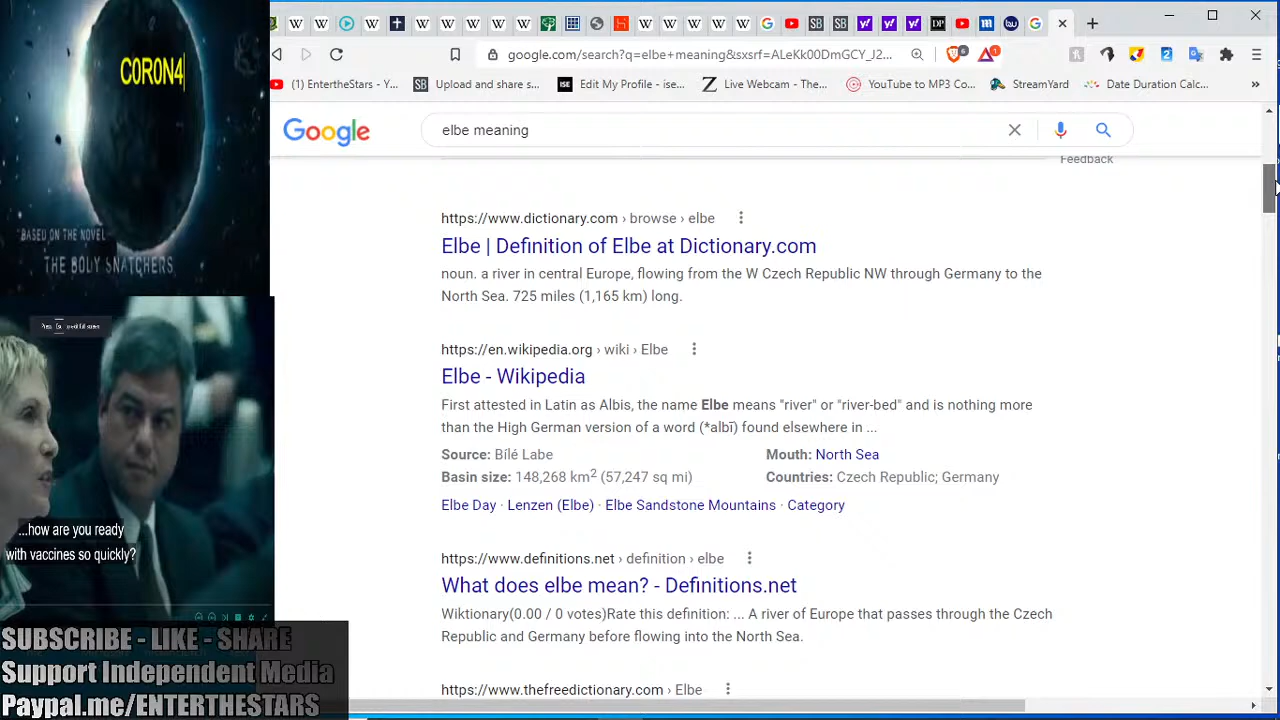 CORON4
"BASED ON THE NOVEL
THE BODY SNATCHERS
...how are you ready
with vaccines so quickly?
SUBSCRIBE - LIKE - SHARE
Support Independent Media
Paypal.me/ENTERTHESTARS
google.com/search?q=elbe+meaning&sxsrf=ALeKk00DmGCY_J2...
(1) EntertheStars - Y...
Upload and share s...
Edit My Profile - ise...
Live Webcam - The...
YouTube to MP3 Co...
StreamYard
Date Duration Calc...
»
Google
elbe meaning
Feedback
https://www.dictionary.com › browse › elbe
Elbe | Definition of Elbe at Dictionary.com
noun. a river in central Europe, flowing from the W Czech Republic NW through Germany to the
North Sea. 725 miles (1,165 km) long.
https://en.wikipedia.org › wiki › Elbe
Elbe - Wikipedia
First attested in Latin as Albis, the name Elbe means "river" or "river-bed" and is nothing more
than the High German version of a word (*albī) found elsewhere in ...
Source: Bílé Labe
Mouth: North Sea
Basin size: 148,268 km² (57,247 sq mi)
Countries: Czech Republic; Germany
Elbe Day · Lenzen (Elbe) · Elbe Sandstone Mountains · Category
https://www.definitions.net › definition › elbe
What does elbe mean? - Definitions.net
Wiktionary(0.00 / 0 votes)Rate this definition: ... A river of Europe that passes through the Czech
Republic and Germany before flowing into the North Sea.
https://www.thefreedictionary.com › Elbe